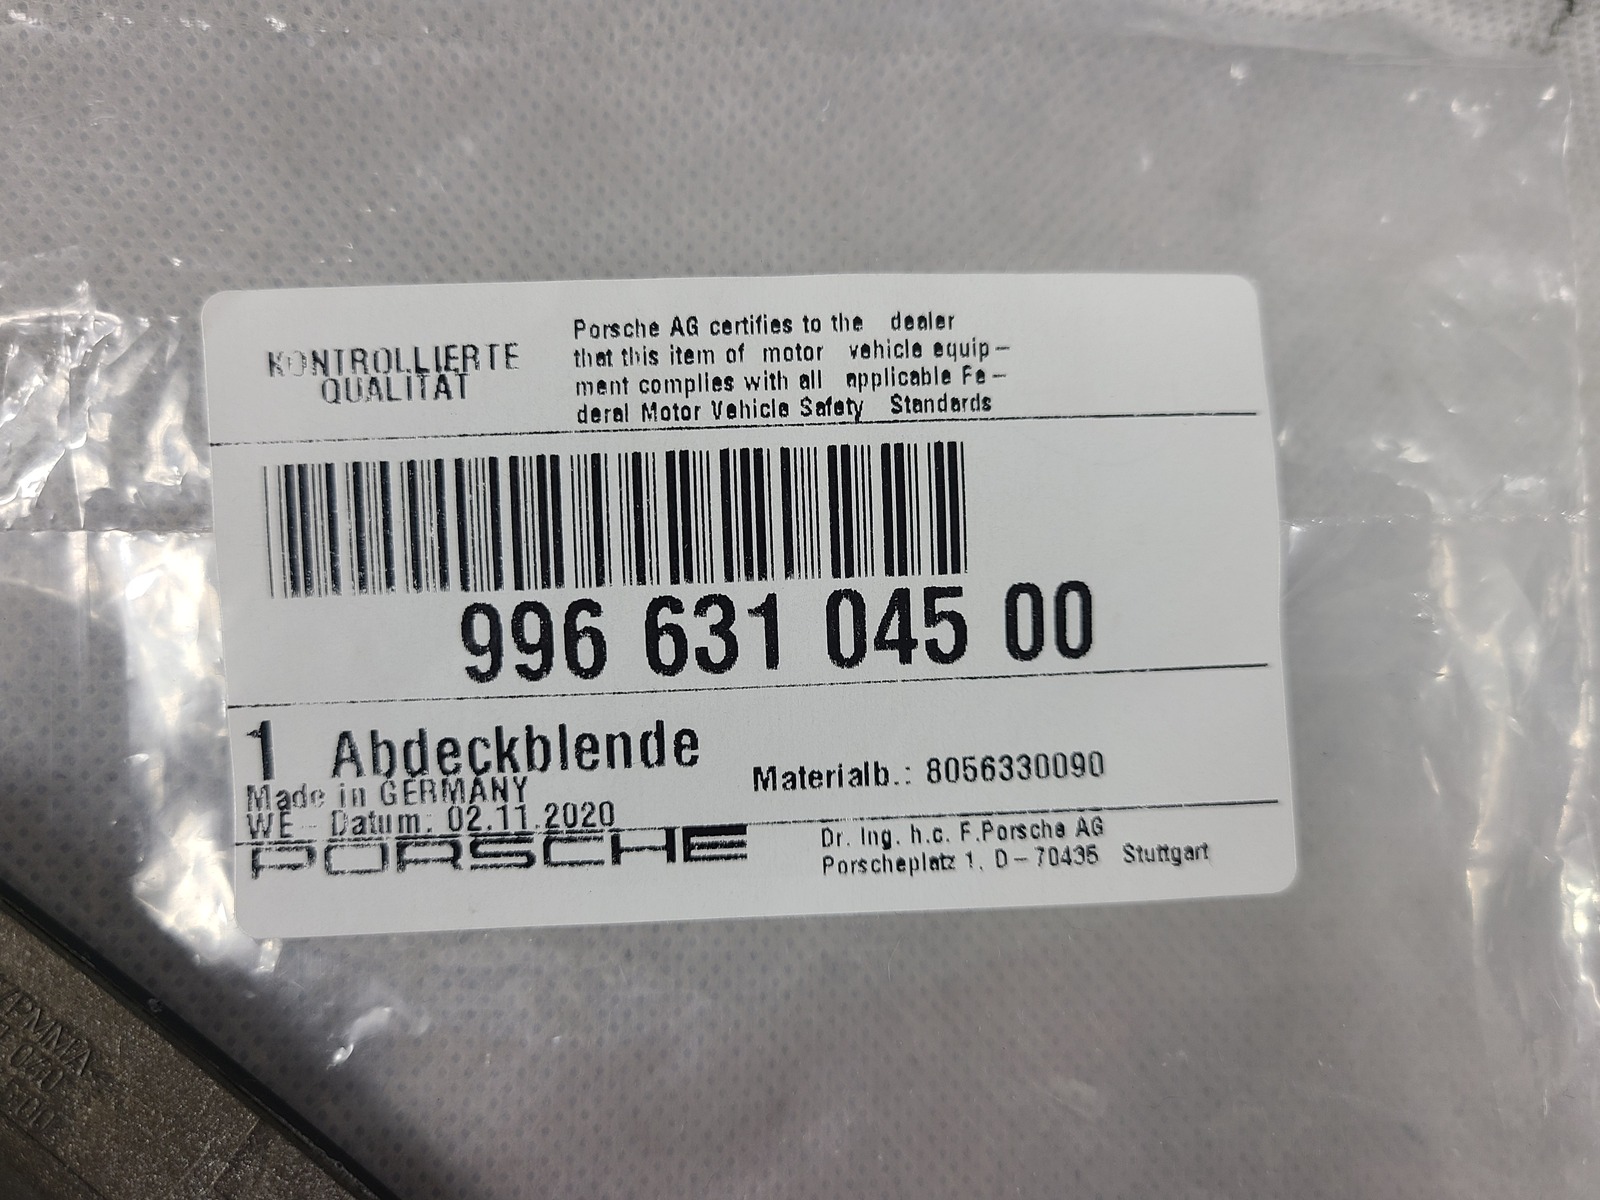 KONTROLLIERTE
QUALITÄT
Porsche AG certifies to the dealer
that this item of motor vehicle equip-
ment complies with all applicable Fe-
deral Motor Vehicle Safety Standards
996 631 045 00
1 Abdeckblende
Made in GERMANY
WE- Datum: 02.11.2020
Materialb.: 8056330090
PORSCHE
Dr. Ing. h.c. F.Porsche AG
Porscheplatz 1, D-70435 Stuttgart
PMMA